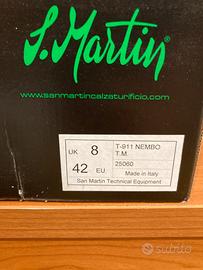 S. Martin
www.sanmartincalzaturificio.com
UK 8
42 EU
T-911 NEMBO
T.M.
25060
Made in Italy
San Martin Technical Equipment
subito